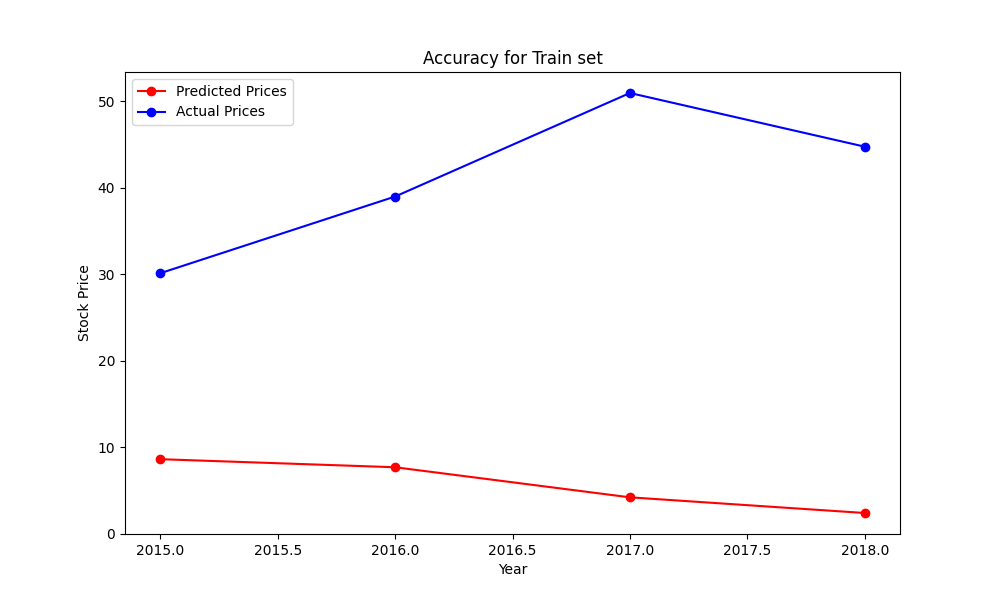 Accuracy for Train set
Predicted Prices
Actual Prices
50
40
30
20
10
0
Stock Price
2015.0 2015.5 2016.0 2016.5 2017.0 2017.5 2018.0
Year